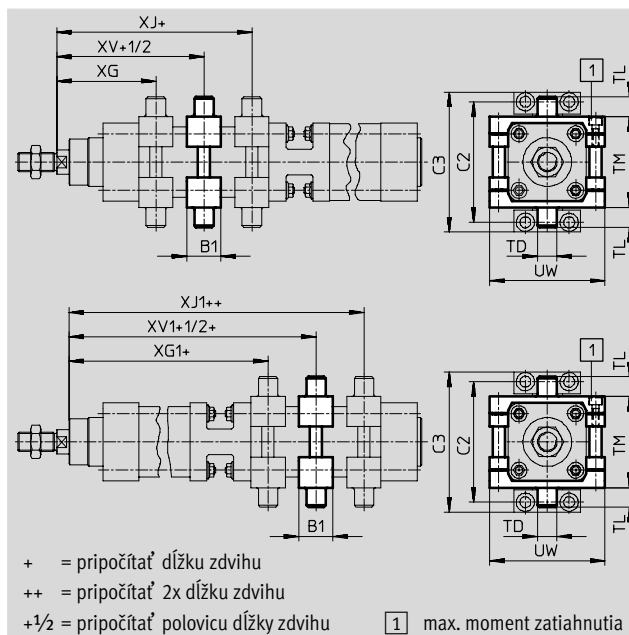 XJ+
XV+1/2
XG
B1
1
TL
C3
C2
TM
TL
TD
UW
XJ1++
XV1+1/2+
XG1+
B1
1
TL
C3
C2
TM
TL
TD
UW
+ = pripočítať dĺžku zdvihu
++ = pripočítať 2x dĺžku zdvihu
+½ = pripočítať polovicu dĺžky zdvihu
1 max. moment zatiahnutia